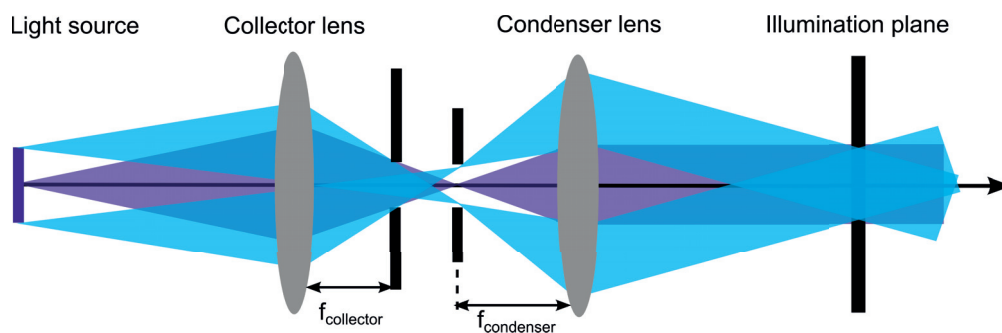 Light source
Collector lens
Condenser lens
Illumination plane
fcollector
fcondenser